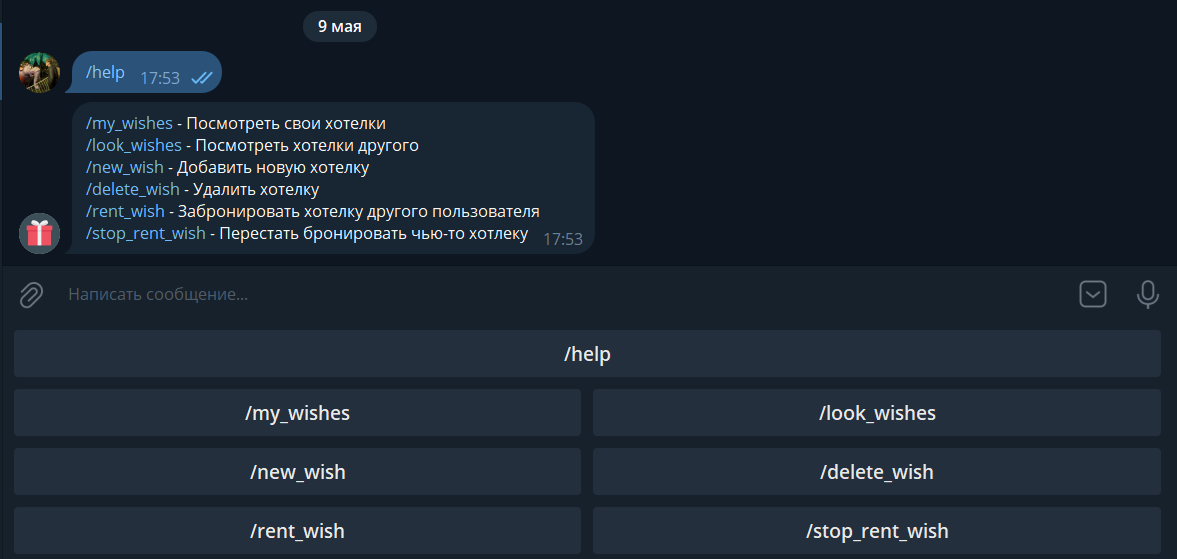 9 мая
/help 17:53
/my_wishes - Посмотреть свои хотелки
/look_wishes - Посмотреть хотелки другого
/new_wish - Добавить новую хотелку
/delete_wish - Удалить хотелку
/rent_wish - Забронировать хотелку другого пользователя
/stop_rent_wish - Перестать бронировать чью-то хотлеку 17:53
Написать сообщение...
/help
/my_wishes /look_wishes
/new_wish /delete_wish
/rent_wish /stop_rent_wish